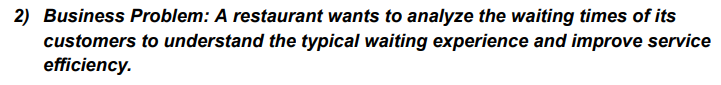 2) Business Problem: A restaurant wants to analyze the waiting times of its
customers to understand the typical waiting experience and improve service
efficiency.